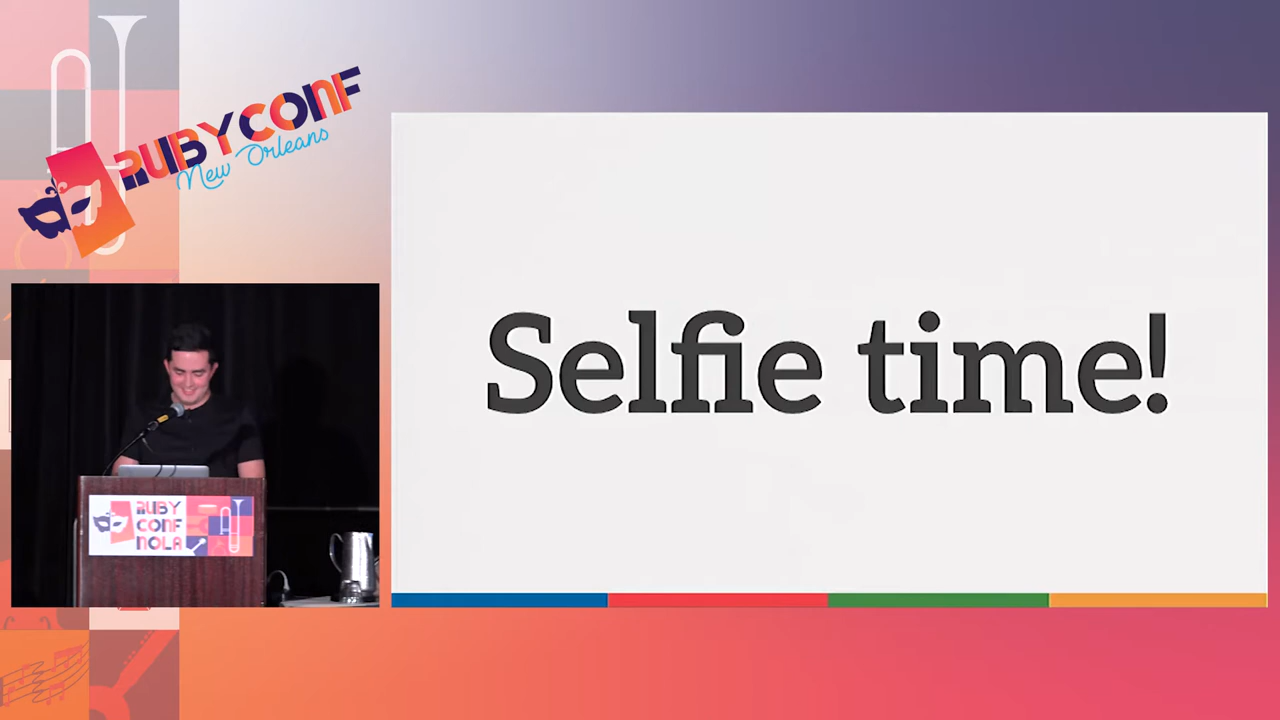 RUBYCONF
New Orleans
Selfie time!
RUBY
CONF
NOLA